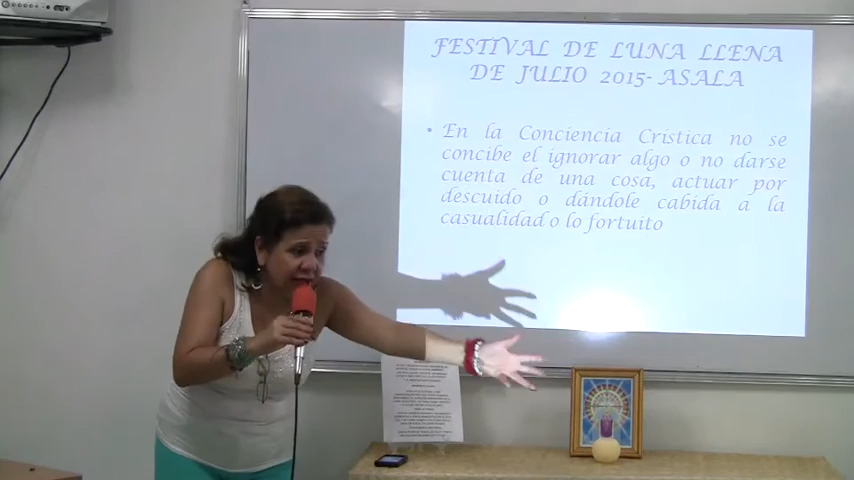 FESTIVAL DE LUNA LLENA
DE JULIO 2015- ASALA
• En la Conciencia Crística no se
concibe el ignorar algo o no darse
cuenta de una cosa, actuar por
descuido o dándole cabida a la
casualidad o lo fortuito.